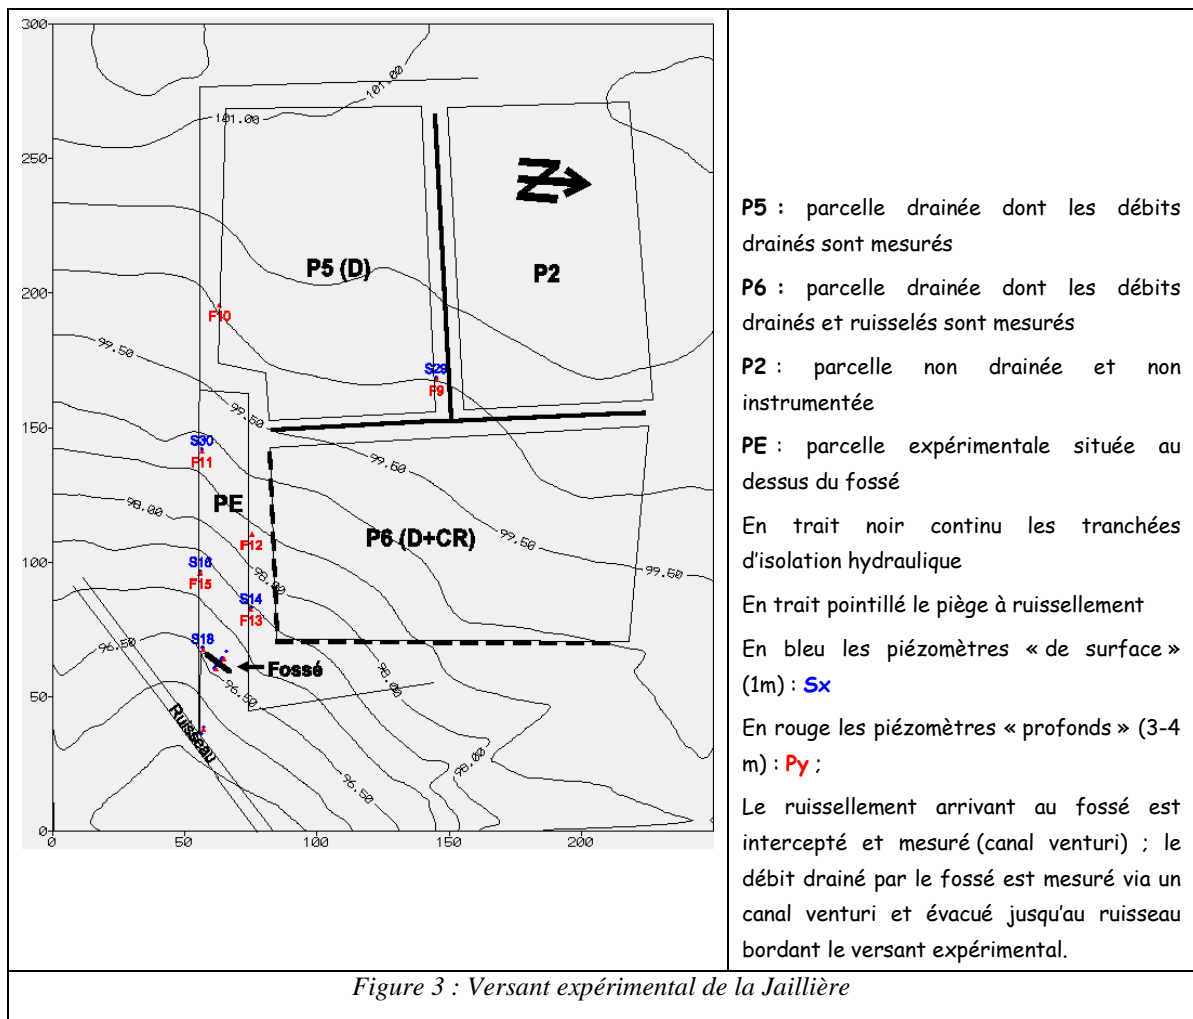 300
250
200
150
100
50
0
0
50
100
150
200
101.00
101.00
P5 (D)
P2
Z
F10
S29
F9
99.50
99.50
99.50
99.50
99.50
S30
F11
PE
98.00
F12
P6 (D+CR)
S16
F15
98.00
S14
F13
S18
96.50
Fossé
96.50
98.00
Ruisseau
98.00
96.50
P5 : parcelle drainée dont les débits
drainés sont mesurés
P6 : parcelle drainée dont les débits
drainés et ruisselés sont mesurés
P2 : parcelle non drainée et non
instrumentée
PE : parcelle expérimentale située au
dessus du fossé
En trait noir continu les tranchées
d'isolation hydraulique
En trait pointillé le piège à ruissellement
En bleu les piézomètres « de surface »
(1m) : Sx
En rouge les piézomètres « profonds » (3-4
m) : Py ;
Le ruissellement arrivant au fossé est
intercepté et mesuré (canal venturi) ; le
débit drainé par le fossé est mesuré via un
canal venturi et évacué jusqu'au ruisseau
bordant le versant expérimental.
Figure 3 : Versant expérimental de la Jaillière